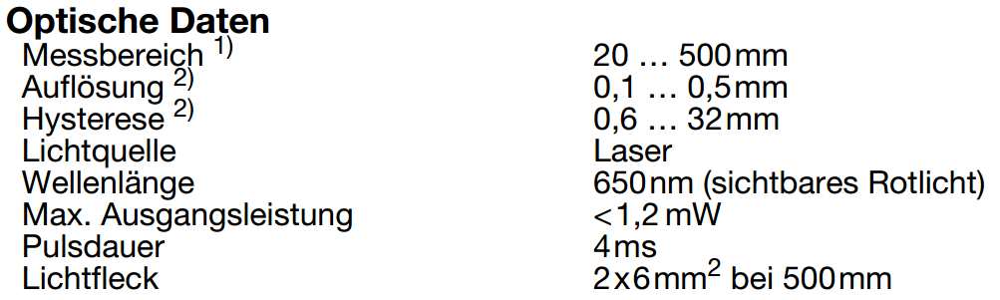 Optische Daten
Messbereich 1) 20 … 500 mm
Auflösung 2) 0,1 … 0,5 mm
Hysterese 2) 0,6 … 32 mm
Lichtquelle Laser
Wellenlänge 650 nm (sichtbares Rotlicht)
Max. Ausgangsleistung <1,2 mW
Pulsdauer 4 ms
Lichtfleck 2x6 mm² bei 500 mm